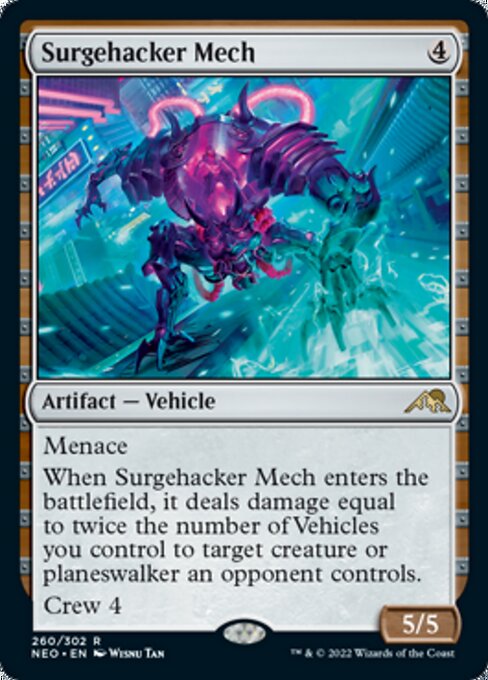 Surgehacker Mech 4
Artifact — Vehicle
Menace
When Surgehacker Mech enters the
battlefield, it deals damage equal
to twice the number of Vehicles
you control to target creature or
planeswalker an opponent controls.
Crew 4
5/5
260/302 R
NEO • EN Wisnu Tan
™ & © 2022 Wizards of the Coast